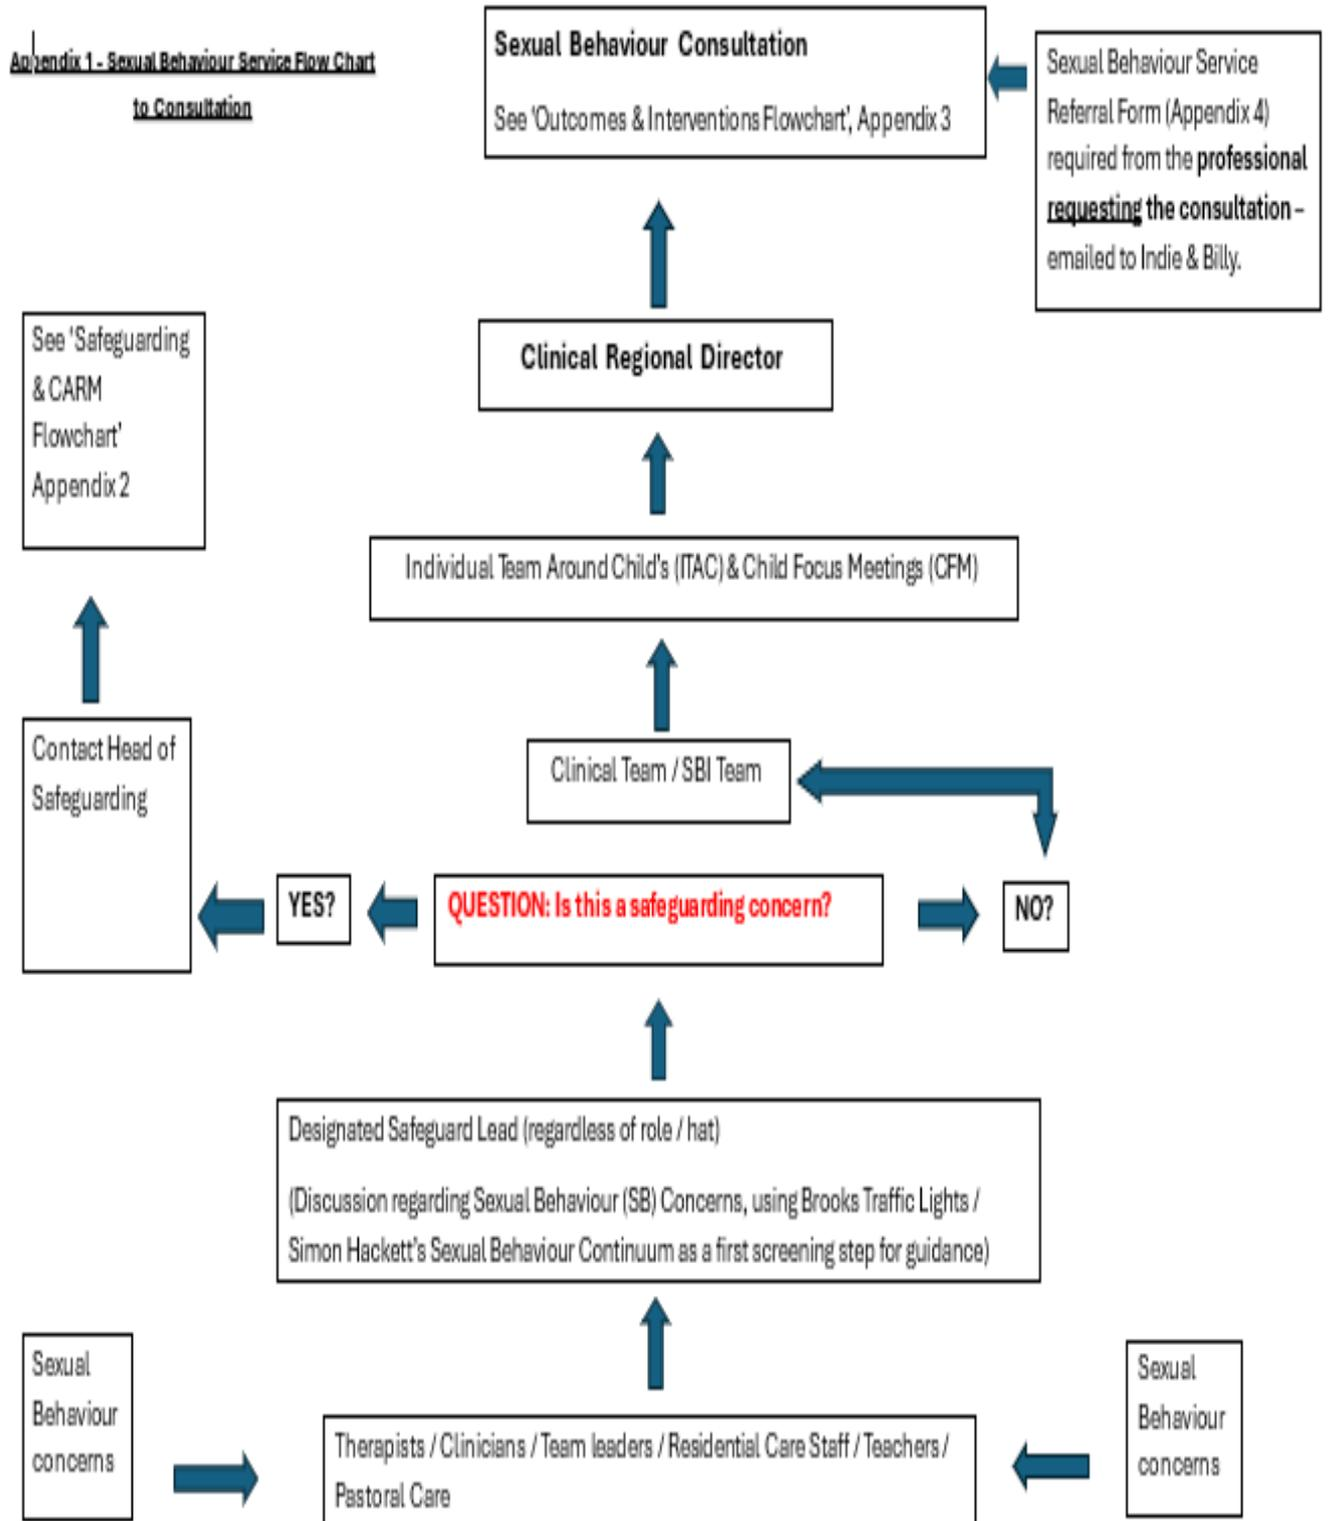 Appendix 1 - Sexual Behaviour Service Flow Chart
to Consultation
Sexual Behaviour Consultation
See 'Outcomes & Interventions Flowchart', Appendix 3
Sexual Behaviour Service
Referral Form (Appendix 4)
required from the professional
requesting the consultation –
emailed to Indie & Billy.
See 'Safeguarding
& CARM
Flowchart'
Appendix 2
Clinical Regional Director
Individual Team Around Child's (ITAC) & Child Focus Meetings (CFM)
Contact Head of
Safeguarding
Clinical Team / SBI Team
YES?
QUESTION: Is this a safeguarding concern?
NO?
Designated Safeguard Lead (regardless of role / hat)
(Discussion regarding Sexual Behaviour (SB) Concerns, using Brooks Traffic Lights /
Simon Hackett's Sexual Behaviour Continuum as a first screening step for guidance)
Sexual
Behaviour
concerns
Therapists / Clinicians / Team leaders / Residential Care Staff / Teachers /
Pastoral Care
Sexual
Behaviour
concerns